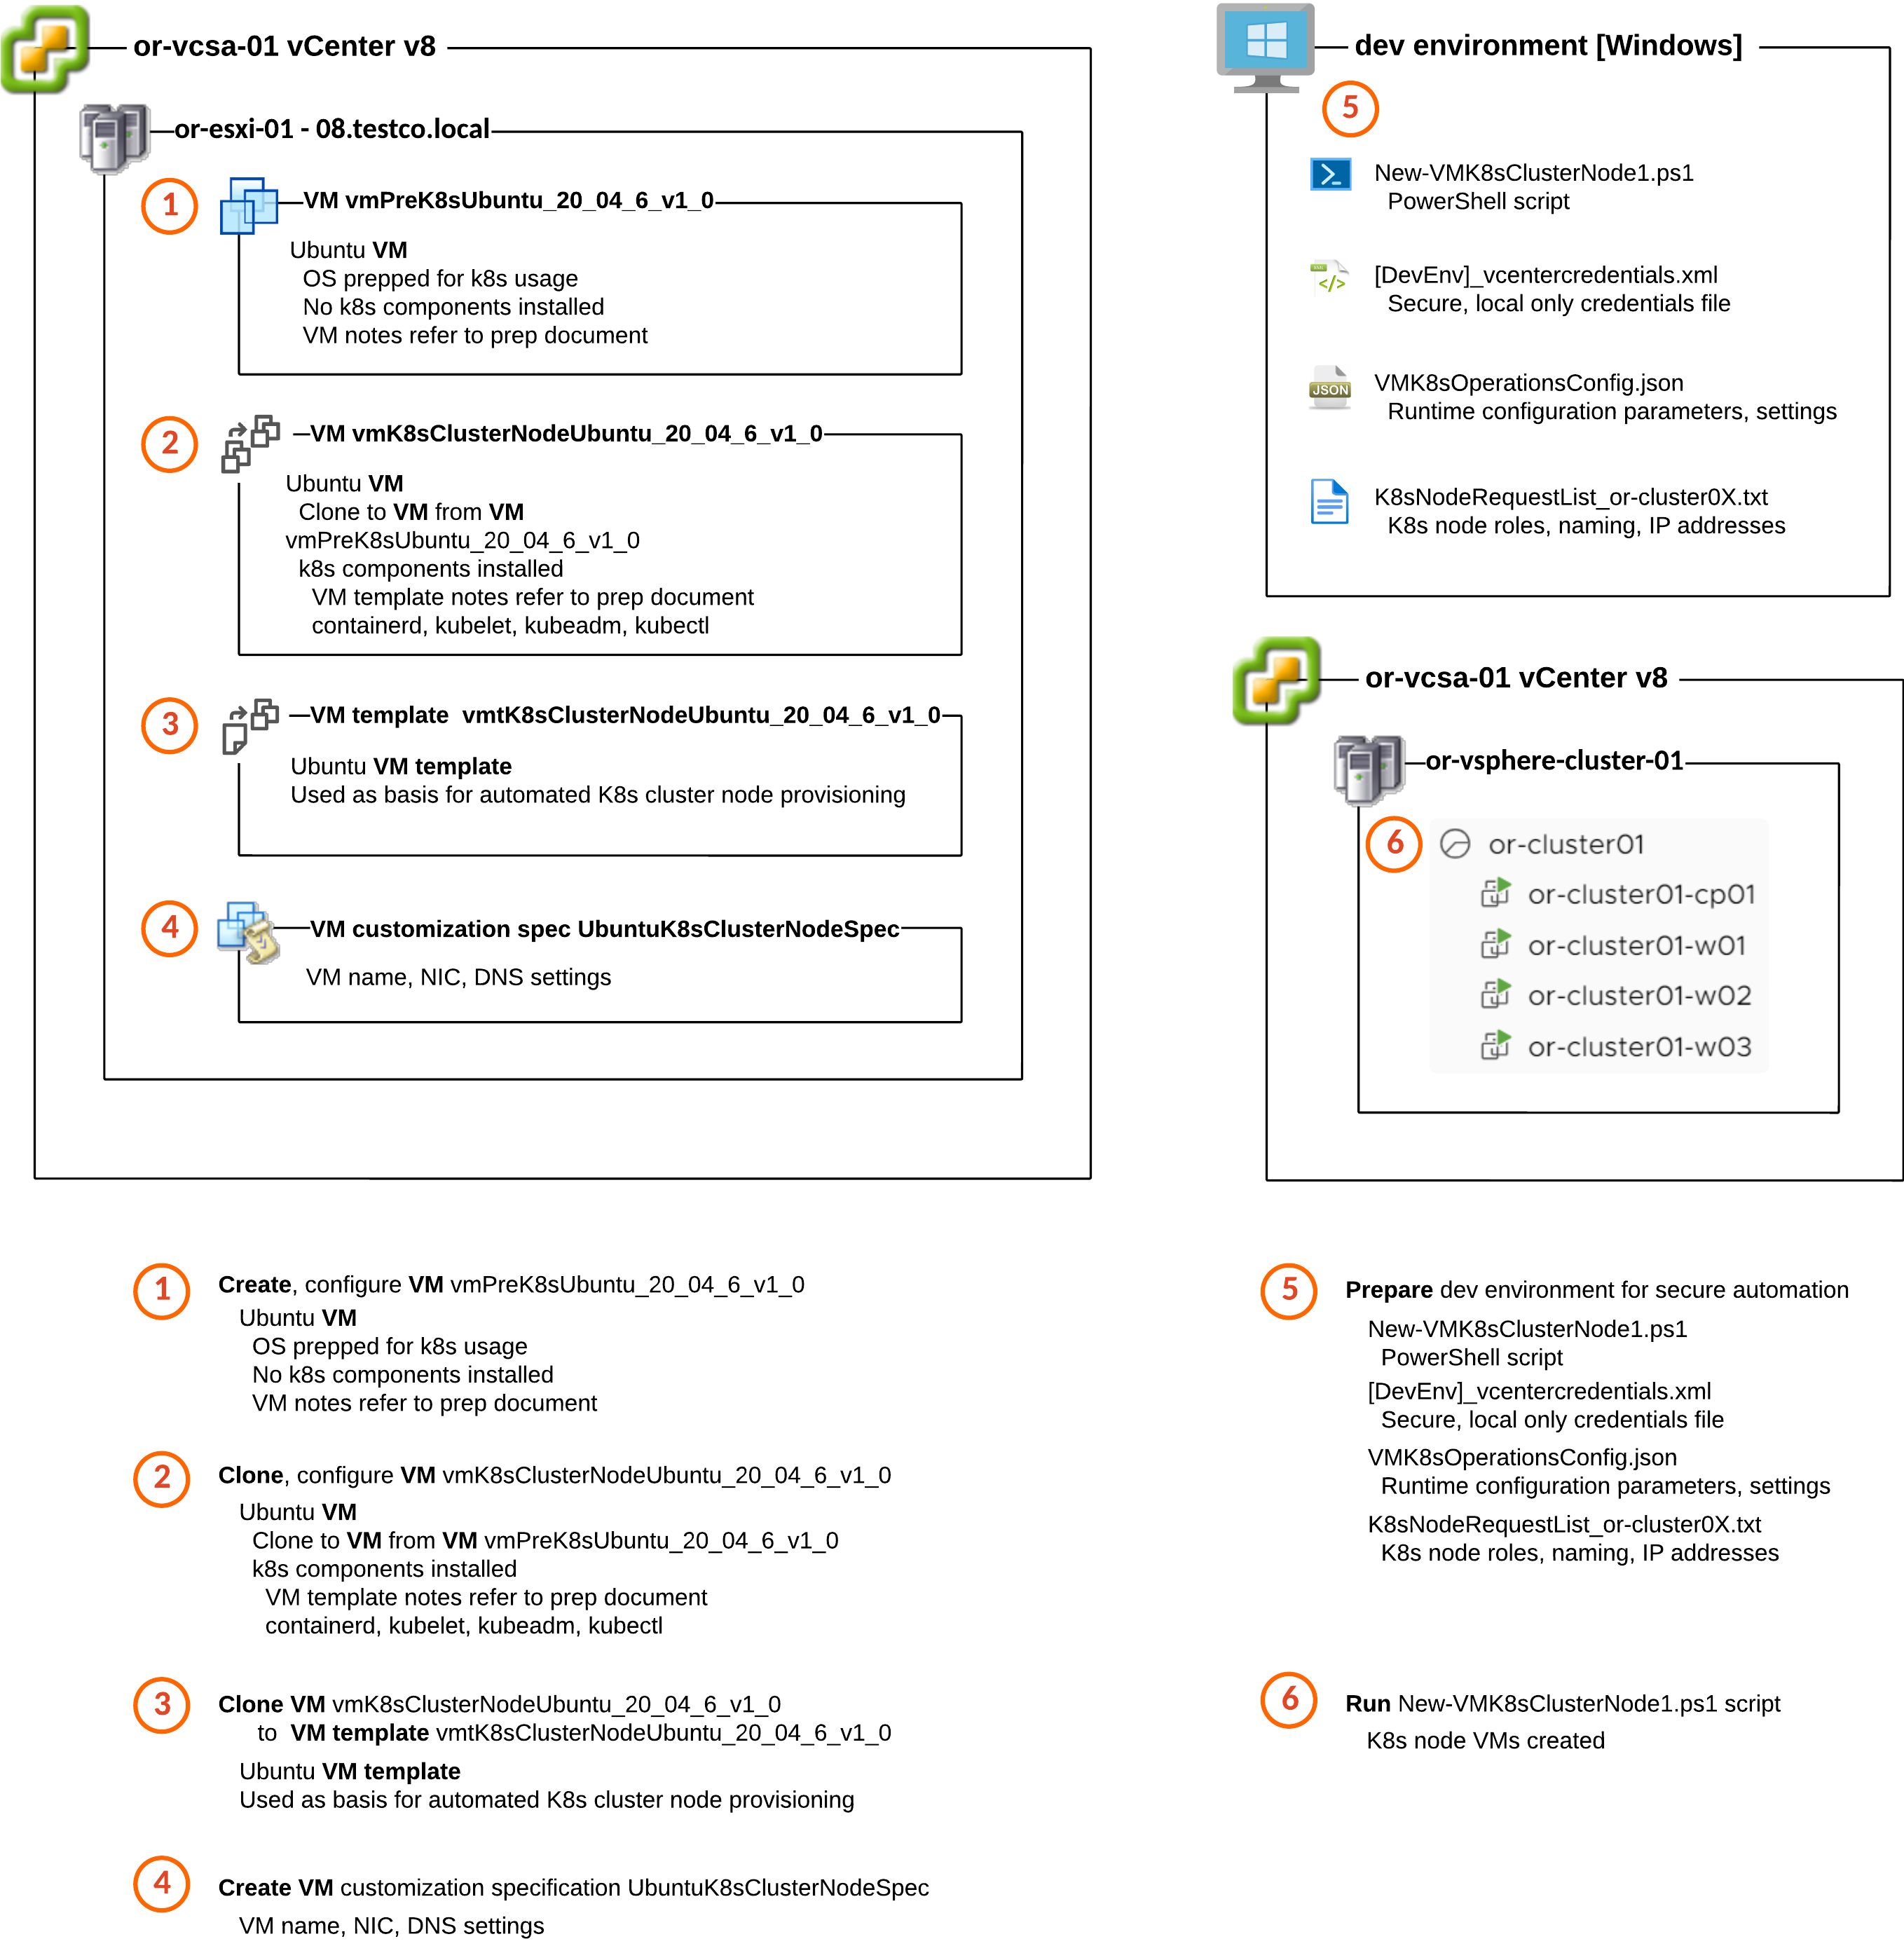 or-vcsa-01 vCenter v8
or-esxi-01 - 08.testco.local
1
VM vmPreK8sUbuntu_20_04_6_v1_0
Ubuntu VM
OS prepped for k8s usage
No k8s components installed
VM notes refer to prep document
2
VM vmK8sClusterNodeUbuntu_20_04_6_v1_0
Ubuntu VM
Clone to VM from VM
vmPreK8sUbuntu_20_04_6_v1_0
k8s components installed
VM template notes refer to prep document
containerd, kubelet, kubeadm, kubectl
3
VM template vmtK8sClusterNodeUbuntu_20_04_6_v1_0
Ubuntu VM template
Used as basis for automated K8s cluster node provisioning
4
VM customization spec UbuntuK8sClusterNodeSpec
VM name, NIC, DNS settings
dev environment [Windows]
5
New-VMK8sClusterNode1.ps1
PowerShell script
[DevEnv]_vcentercredentials.xml
Secure, local only credentials file
JSON
VMK8sOperationsConfig.json
Runtime configuration parameters, settings
K8sNodeRequestList_or-cluster0X.txt
K8s node roles, naming, IP addresses
or-vcsa-01 vCenter v8
or-vsphere-cluster-01
6
or-cluster01
or-cluster01-cp01
or-cluster01-w01
or-cluster01-w02
or-cluster01-w03
1
Create, configure VM vmPreK8sUbuntu_20_04_6_v1_0
Ubuntu VM
OS prepped for k8s usage
No k8s components installed
VM notes refer to prep document
2
Clone, configure VM vmK8sClusterNodeUbuntu_20_04_6_v1_0
Ubuntu VM
Clone to VM from VM vmPreK8sUbuntu_20_04_6_v1_0
k8s components installed
VM template notes refer to prep document
containerd, kubelet, kubeadm, kubectl
3
Clone VM vmK8sClusterNodeUbuntu_20_04_6_v1_0
to VM template vmtK8sClusterNodeUbuntu_20_04_6_v1_0
Ubuntu VM template
Used as basis for automated K8s cluster node provisioning
4
Create VM customization specification UbuntuK8sClusterNodeSpec
VM name, NIC, DNS settings
5
Prepare dev environment for secure automation
New-VMK8sClusterNode1.ps1
PowerShell script
[DevEnv]_vcentercredentials.xml
Secure, local only credentials file
VMK8sOperationsConfig.json
Runtime configuration parameters, settings
K8sNodeRequestList_or-cluster0X.txt
K8s node roles, naming, IP addresses
6
Run New-VMK8sClusterNode1.ps1 script
K8s node VMs created